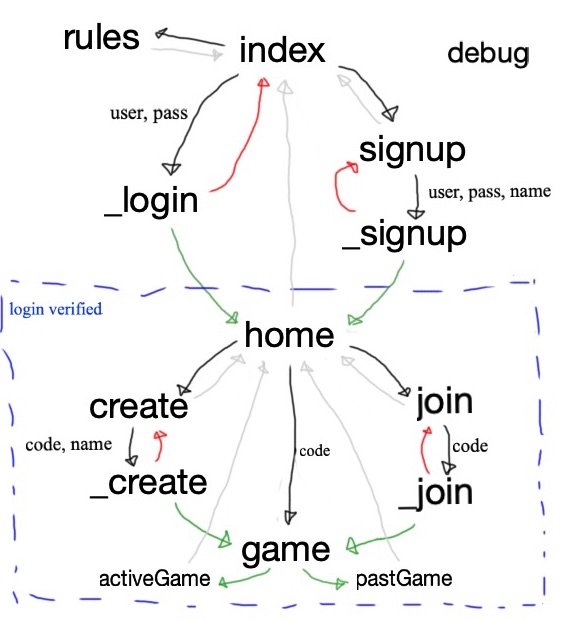 rules
index
debug
user, pass
signup
_login
user, pass, name
_signup
login verified
home
create
join
code, name
code
code
_create
_join
game
activeGame
pastGame